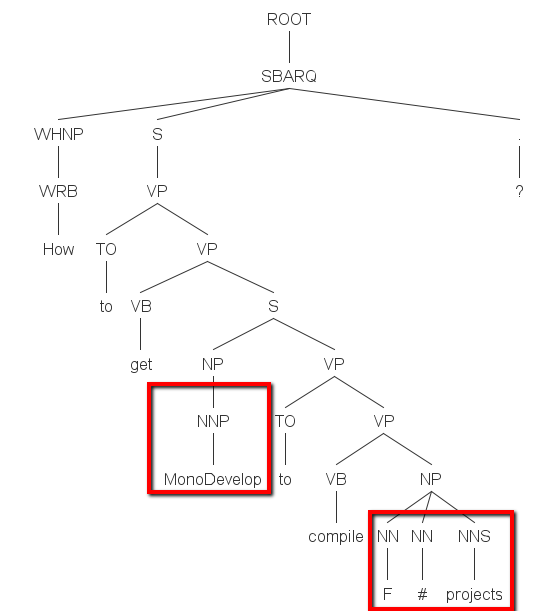 ROOT
SBARQ
WHNP S .
WRB VP ?
How TO VP
to VB S
get NP VP
NNP TO VP
MonoDevelop to VB NP
compile NN NN NNS
F # projects